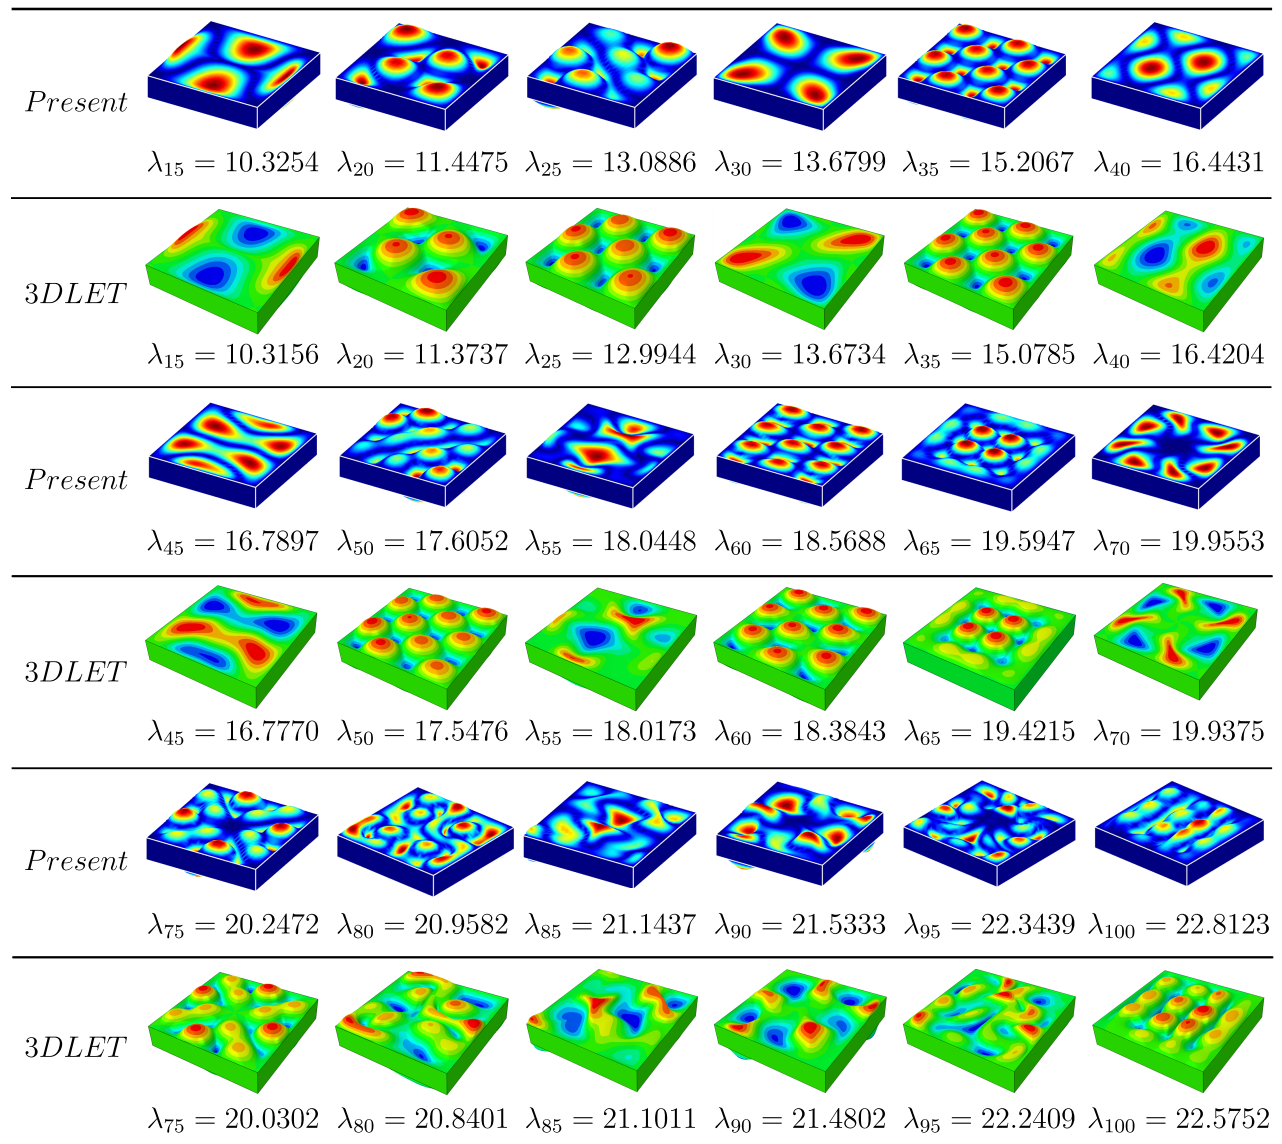 Present
λ15 = 10.3254 λ20 = 11.4475 λ25 = 13.0886 λ30 = 13.6799 λ35 = 15.2067 λ40 = 16.4431
3DLET
λ15 = 10.3156 λ20 = 11.3737 λ25 = 12.9944 λ30 = 13.6734 λ35 = 15.0785 λ40 = 16.4204
Present
λ45 = 16.7897 λ50 = 17.6052 λ55 = 18.0448 λ60 = 18.5688 λ65 = 19.5947 λ70 = 19.9553
3DLET
λ45 = 16.7770 λ50 = 17.5476 λ55 = 18.0173 λ60 = 18.3843 λ65 = 19.4215 λ70 = 19.9375
Present
λ75 = 20.2472 λ80 = 20.9582 λ85 = 21.1437 λ90 = 21.5333 λ95 = 22.3439 λ100 = 22.8123
3DLET
λ75 = 20.0302 λ80 = 20.8401 λ85 = 21.1011 λ90 = 21.4802 λ95 = 22.2409 λ100 = 22.5752